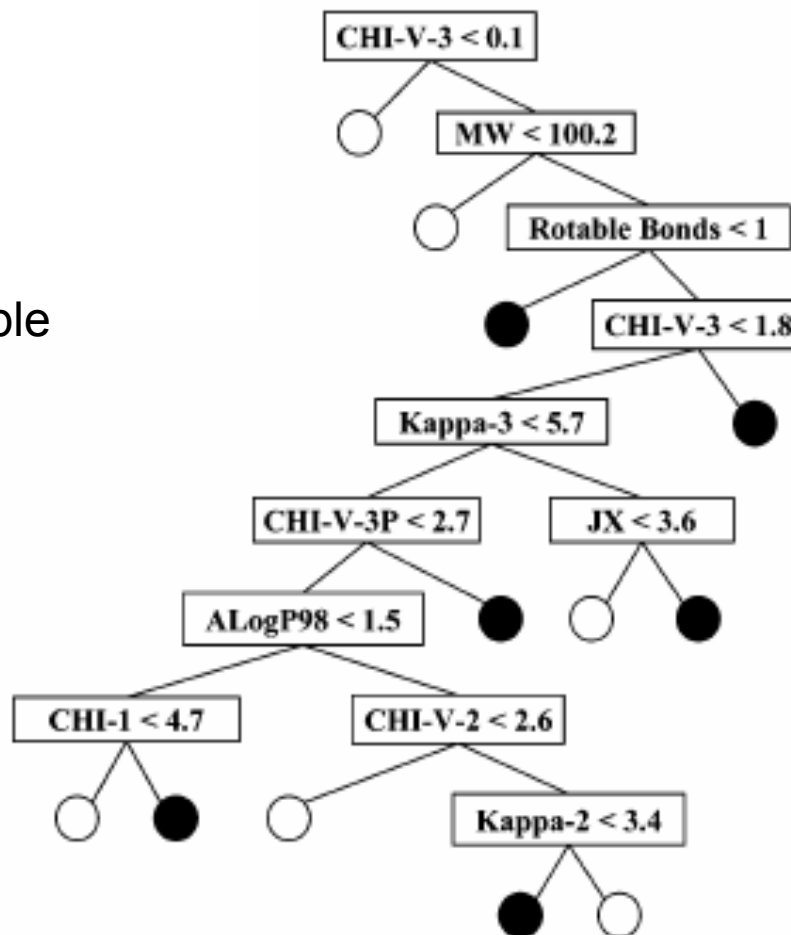 CHI-V-3 < 0.1
MW < 100.2
Rotable Bonds < 1
CHI-V-3 < 1.8
Kappa-3 < 5.7
CHI-V-3P < 2.7
JX < 3.6
ALogP98 < 1.5
CHI-1 < 4.7
CHI-V-2 < 2.6
Kappa-2 < 3.4